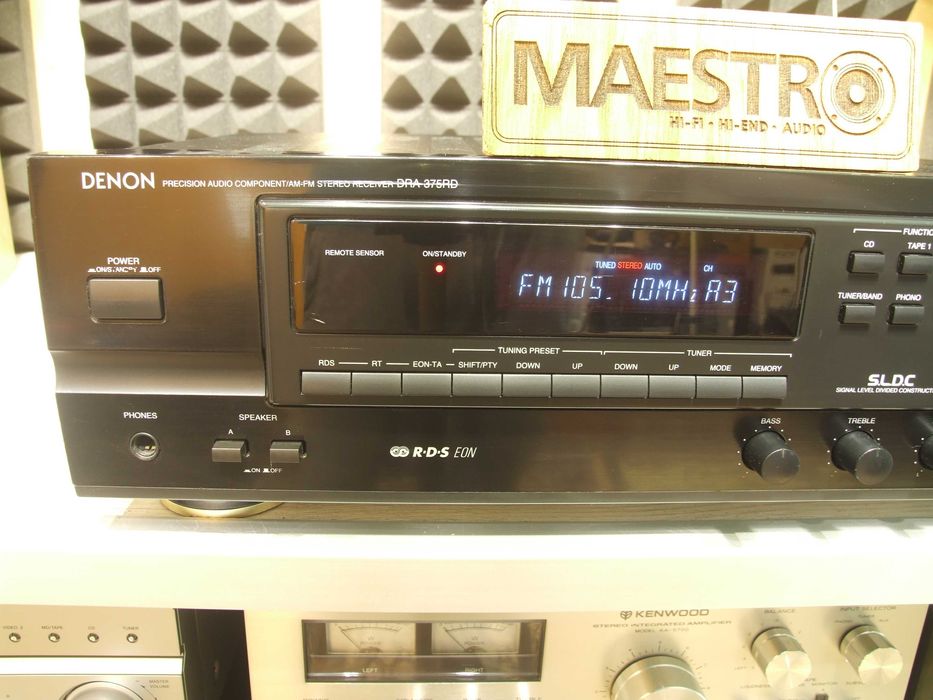 MAESTRO
HI-FI - HI-END - AUDIO
DENON PRECISION AUDIO COMPONENT/AM-FM STEREO RECEIVER DRA-375RD
FUNCTIO
CD TAPE 1
REMOTE SENSOR ON/STANDBY
POWER
ON/STANDBY OFF
TUNED STEREO AUTO CH
FM 105.10MHz A3
TUNER/BAND PHONO
TUNING PRESET TUNER
RDS RT EON-TA SHIFT/PTY DOWN UP DOWN UP MODE MEMORY
S.L.D.C
SIGNAL LEVEL DIVIDED CONSTRUCT
PHONES SPEAKER
A B
ON OFF
R·D·S EON
BASS TREBLE
KENWOOD
STEREO INTEGRATED AMPLIFIER
BALANCE INPUT SELECTOR
VIDEO 2 MD/TAPE CD TUNER
LEFT RIGHT
MASTER
VOLUME